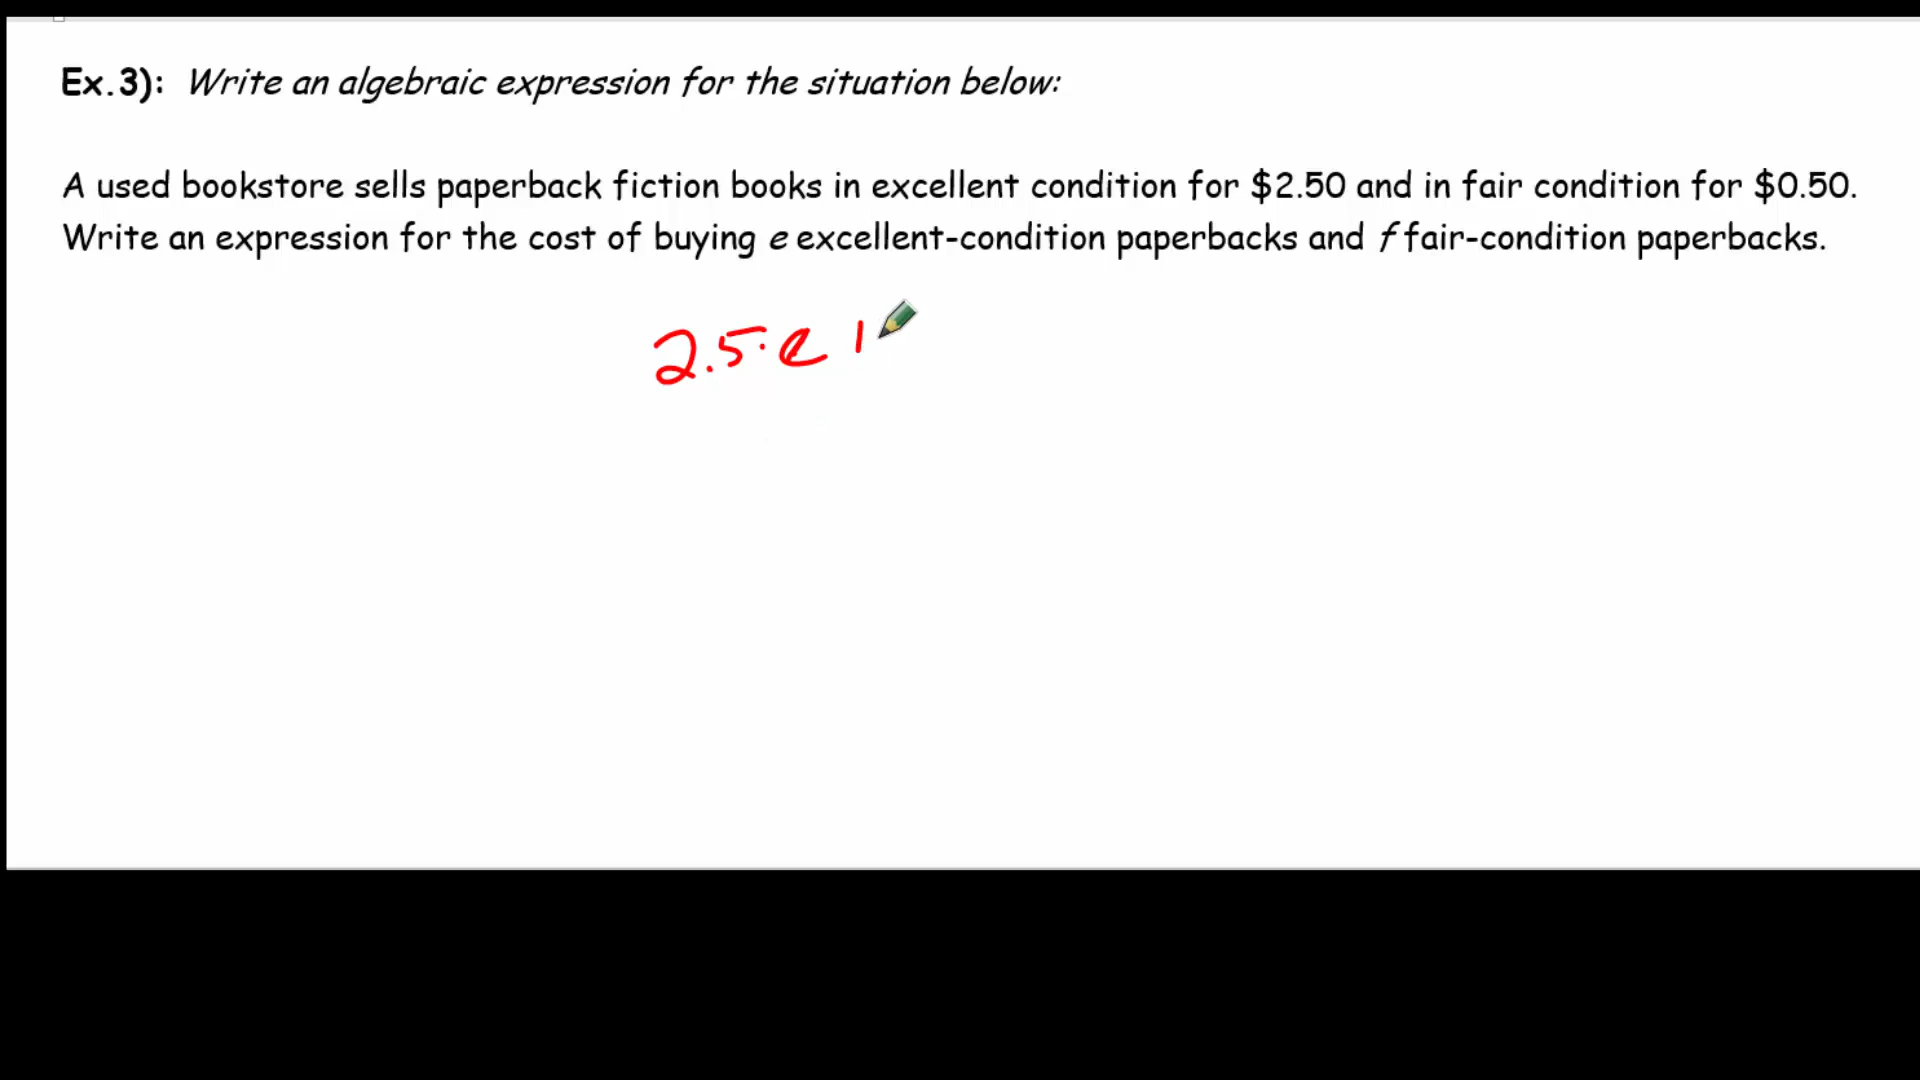 Ex.3): Write an algebraic expression for the situation below:
A used bookstore sells paperback fiction books in excellent condition for $2.50 and in fair condition for $0.50.
Write an expression for the cost of buying e excellent-condition paperbacks and f fair-condition paperbacks.
2.5·e